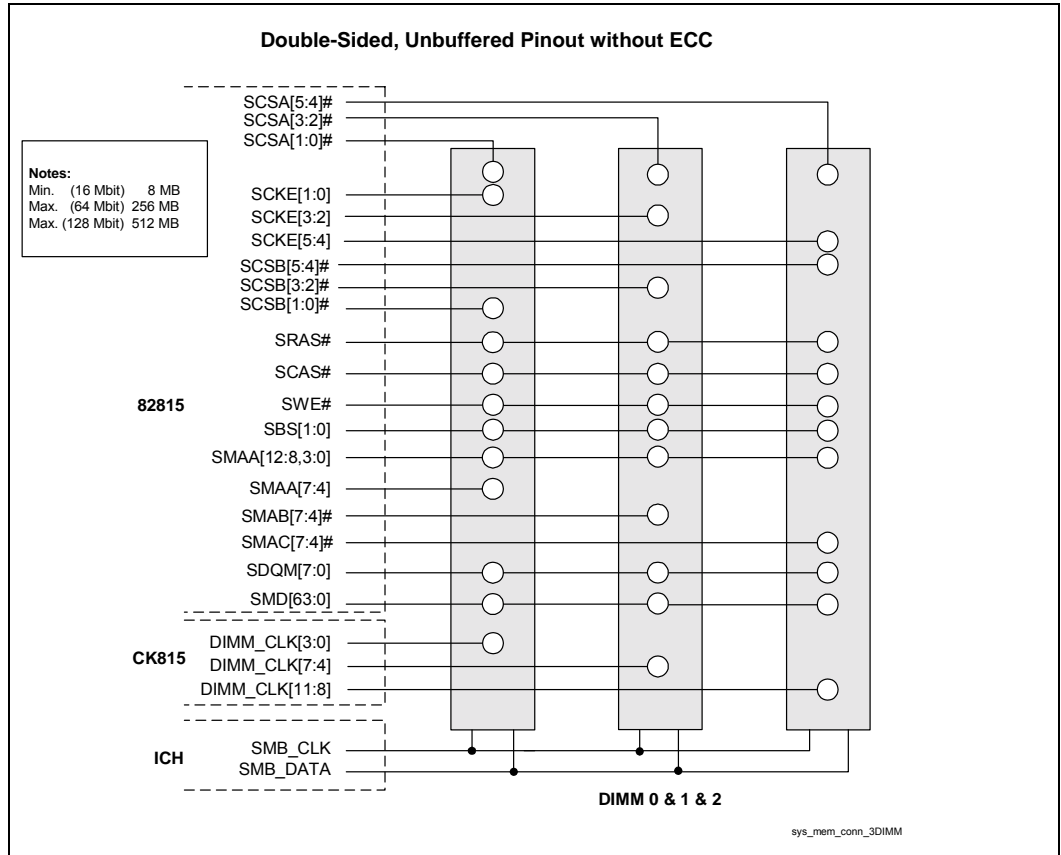 Double-Sided, Unbuffered Pinout without ECC
SCSA[5:4]#
SCSA[3:2]#
SCSA[1:0]#
Notes:
Min. (16 Mbit) 8 MB
Max. (64 Mbit) 256 MB
Max. (128 Mbit) 512 MB
SCKE[1:0]
SCKE[3:2]
SCKE[5:4]
SCSB[5:4]#
SCSB[3:2]#
SCSB[1:0]#
SRAS#
SCAS#
82815
SWE#
SBS[1:0]
SMAA[12:8,3:0]
SMAA[7:4]
SMAB[7:4]#
SMAC[7:4]#
SDQM[7:0]
SMD[63:0]
CK815
DIMM_CLK[3:0]
DIMM_CLK[7:4]
DIMM_CLK[11:8]
ICH
SMB_CLK
SMB_DATA
DIMM 0 & 1 & 2
sys_mem_conn_3DIMM